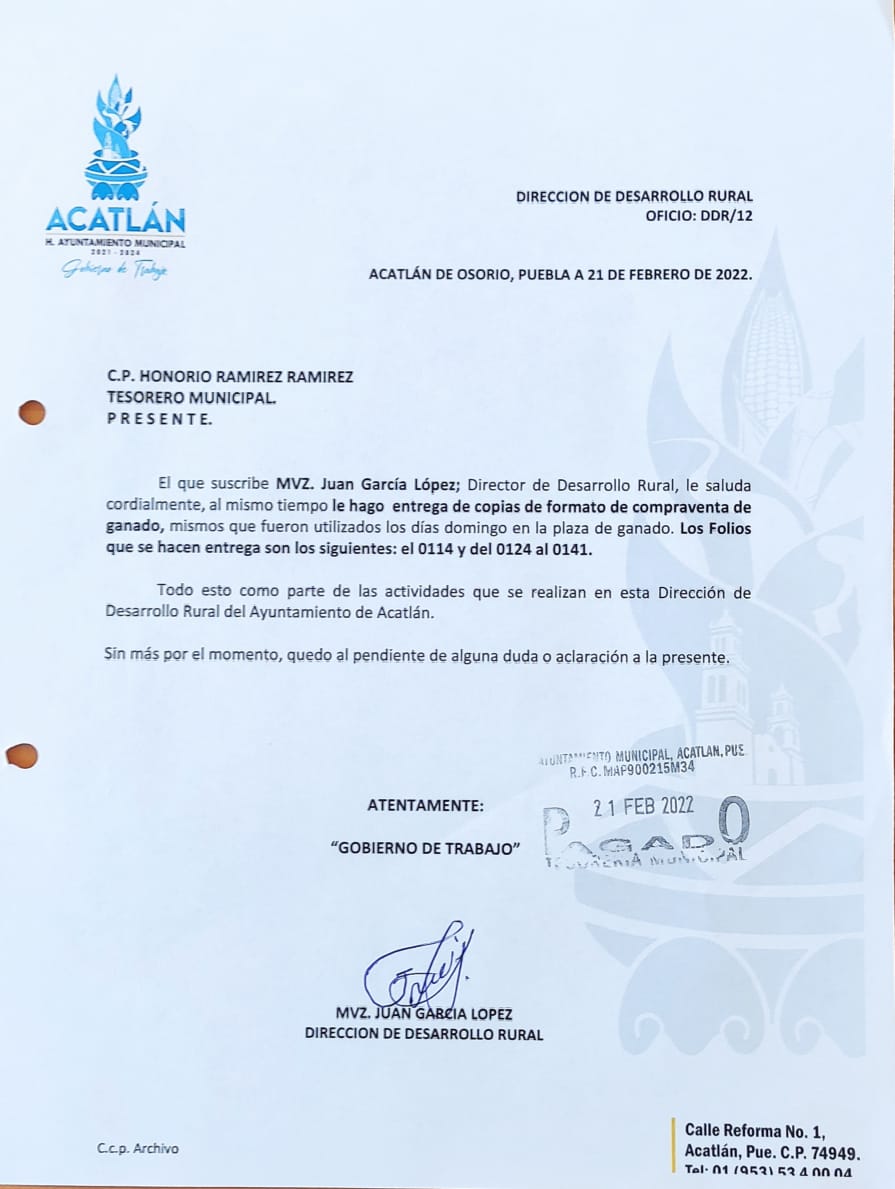 ACATLÁN
H. AYUNTAMIENTO MUNICIPAL
2021 - 2024
Gobierno de Trabajo
DIRECCION DE DESARROLLO RURAL
OFICIO: DDR/12
ACATLÁN DE OSORIO, PUEBLA A 21 DE FEBRERO DE 2022.
C.P. HONORIO RAMIREZ RAMIREZ
TESORERO MUNICIPAL.
P R E S E N T E.
El que suscribe MVZ. Juan García López; Director de Desarrollo Rural, le saluda
cordialmente, al mismo tiempo le hago entrega de copias de formato de compraventa de
ganado, mismos que fueron utilizados los días domingo en la plaza de ganado. Los Folios
que se hacen entrega son los siguientes: el 0114 y del 0124 al 0141.
Todo esto como parte de las actividades que se realizan en esta Dirección de
Desarrollo Rural del Ayuntamiento de Acatlán.
Sin más por el momento, quedo al pendiente de alguna duda o aclaración a la presente.
AYUNTAMIENTO MUNICIPAL, ACATLAN, PUE
R.F.C. MAP900215M34
21 FEB 2022
PAGADO
TESORERIA MUNICIPAL
ATENTAMENTE:
“GOBIERNO DE TRABAJO”
MVZ. JUAN GARCIA LOPEZ
DIRECCION DE DESARROLLO RURAL
C.c.p. Archivo
Calle Reforma No. 1,
Acatlán, Pue. C.P. 74949.
Tel: 01 (953) 53 4 00 04